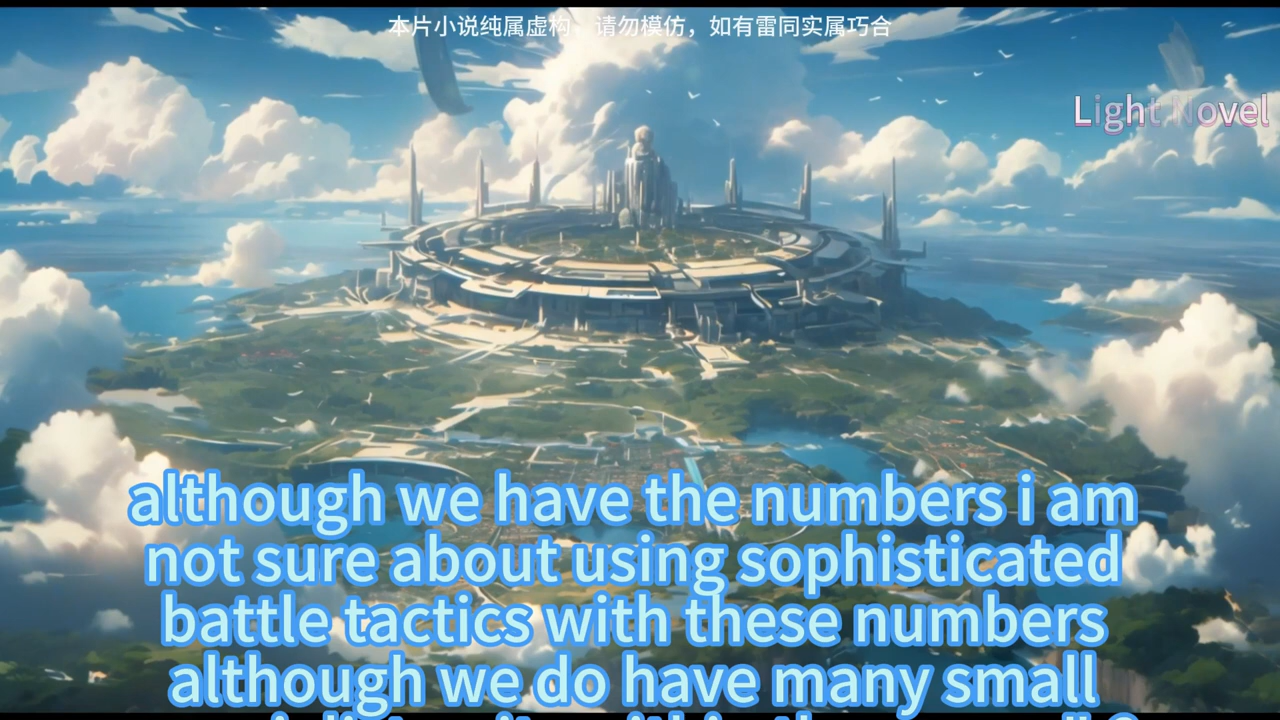 本片小说纯属虚构，请勿模仿，如有雷同实属巧合
Light Novel
although we have the numbers i am
not sure about using sophisticated
battle tactics with these numbers
although we do have many small